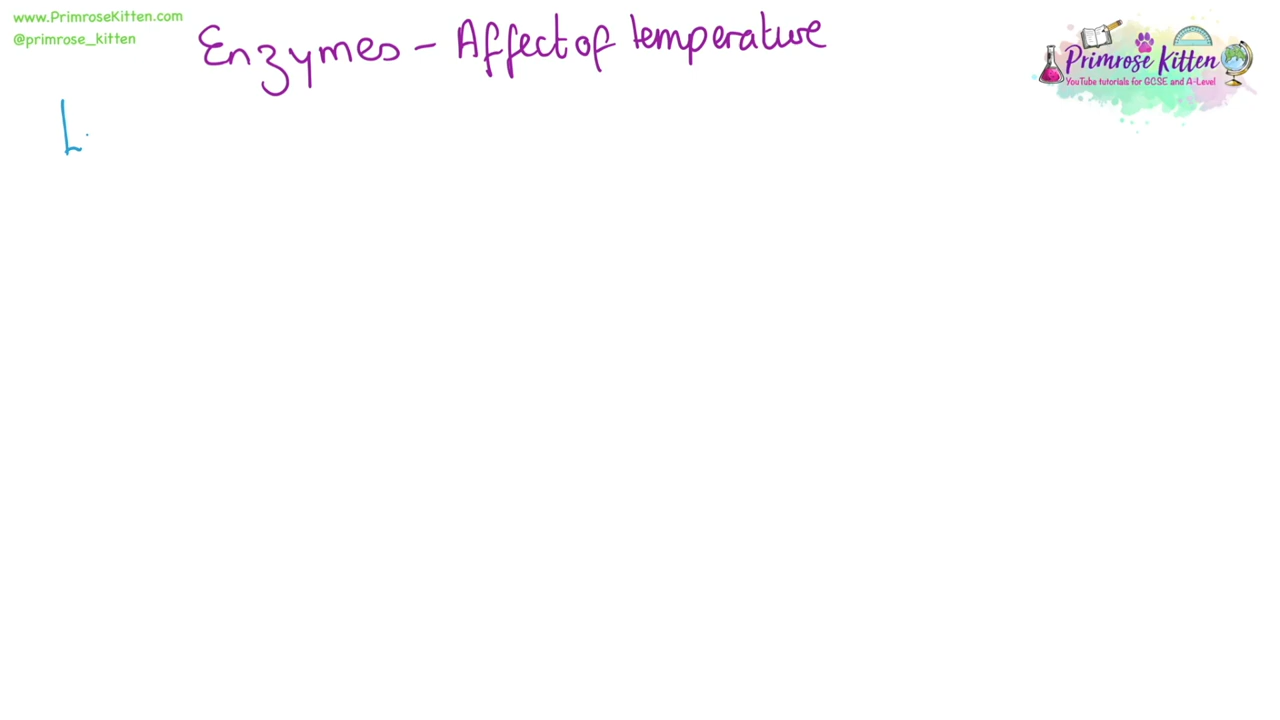 www.PrimroseKitten.com
@primrose_kitten
Enzymes - Affect of temperature
Primrose Kitten
YouTube tutorials for GCSE and A-Level
L